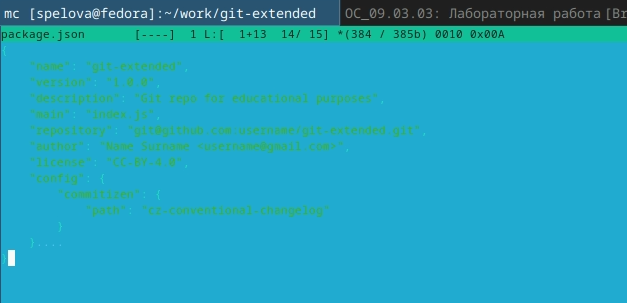 mc [spelova@fedora]:~/work/git-extended
ОС_09.03.03: Лабораторная работа [Br
package.json [----] 1 L:[ 1+13 14/ 15] *(384 / 385b) 0010 0x00A
{
"name": "git-extended",
"version": "1.0.0",
"description": "Git repo for educational purposes",
"main": "index.js",
"repository": "git@github.com:username/git-extended.git",
"author": "Name Surname <username@gmail.com>",
"license": "CC-BY-4.0",
"config": {
"commitizen": {
"path": "cz-conventional-changelog"
}
}....
}